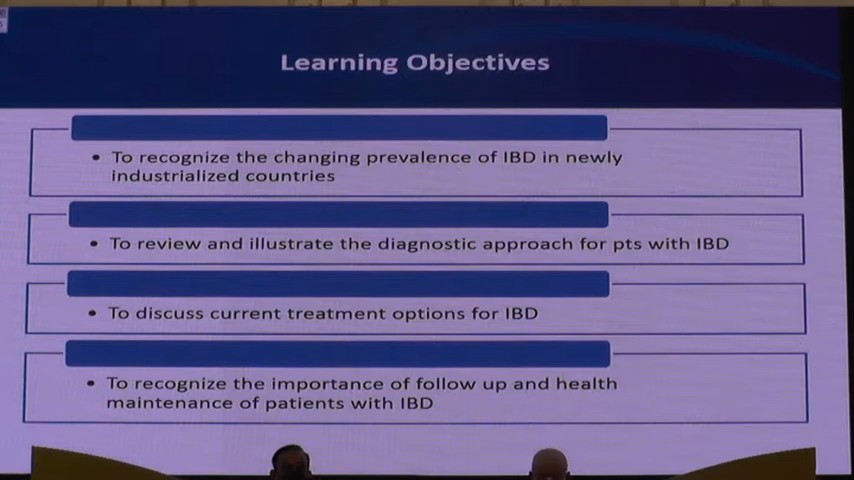 Learning Objectives
• To recognize the changing prevalence of IBD in newly
industrialized countries
• To review and illustrate the diagnostic approach for pts with IBD
• To discuss current treatment options for IBD
• To recognize the importance of follow up and health
maintenance of patients with IBD